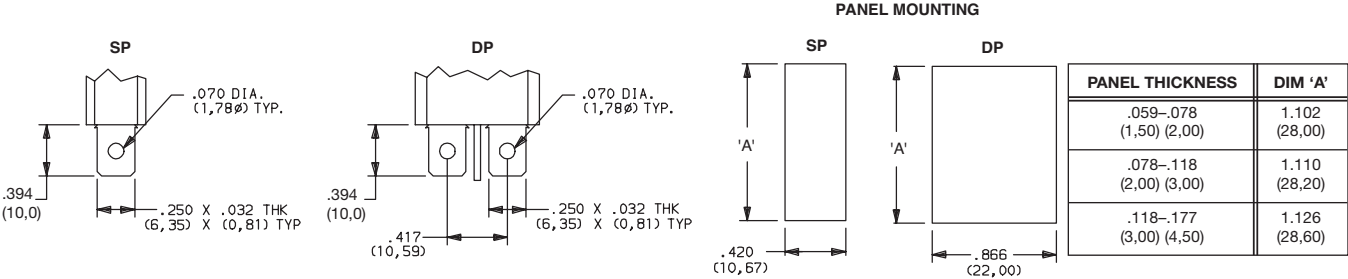 PANEL MOUNTING
SP
.070 DIA.
(1,78ø) TYP.
.394
(10,0)
.250 X .032 THK
(6,35) X (0,81) TYP
DP
.070 DIA.
(1,78ø) TYP.
.394
(10,0)
.250 X .032 THK
(6,35) X (0,81) TYP
.417
(10,59)
SP
'A'
.420
(10,67)
DP
'A'
.866
(22,00)
PANEL THICKNESS DIM 'A'
.059–.078 1.102
(1,50) (2,00) (28,00)
.078–.118 1.110
(2,00) (3,00) (28,20)
.118–.177 1.126
(3,00) (4,50) (28,60)